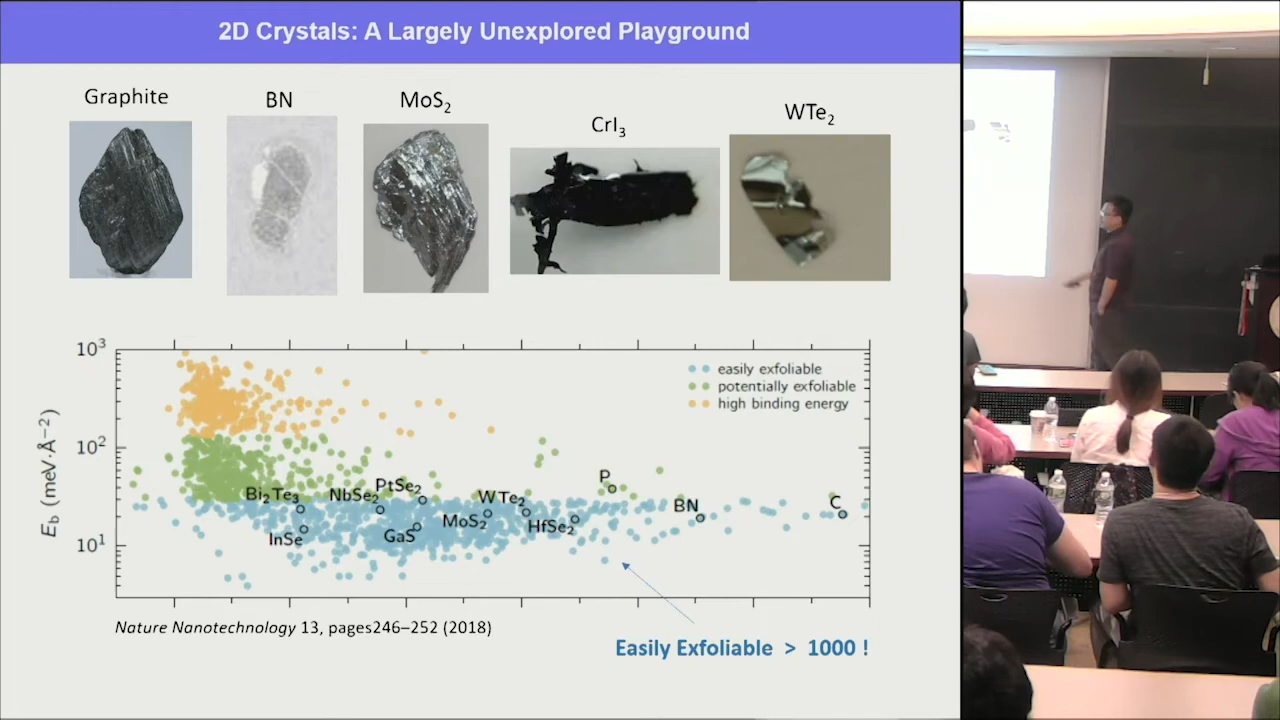 2D Crystals: A Largely Unexplored Playground
Graphite
BN
MoS2
CrI3
WTe2
10^3
easily exfoliable
potentially exfoliable
high binding energy
10^2
E_b (meV·Å^-2)
Bi2Te3
NbSe2
PtSe2
WTe2
P
MoS2
HfSe2
BN
C
InSe
GaS
10^1
Nature Nanotechnology 13, pages246–252 (2018)
Easily Exfoliable > 1000 !